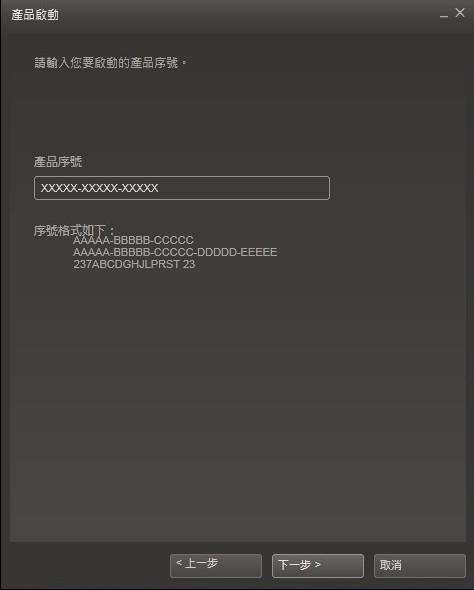 產品啟動
請輸入您要啟動的產品序號。
產品序號
XXXXX-XXXXX-XXXXX
序號格式如下：
AAAAA-BBBBB-CCCCC
AAAAA-BBBBB-CCCCC-DDDDD-EEEEE
237ABCDGHJLPRST 23
< 上一步
下一步 >
取消